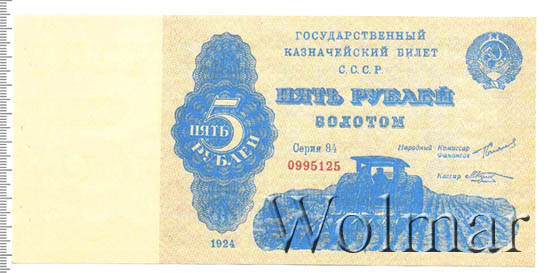 ГОСУДАРСТВЕННЫЙ
КАЗНАЧЕЙСКИЙ БИЛЕТ
С.С.С.Р.
ПЯТЬ РУБЛЕЙ
ЗОЛОТОМ
5
ПЯТЬ
РУБЛЕЙ
Серия 84
0995125
Народный Комиссар
Финансов
Кассир
1924
Wolmar